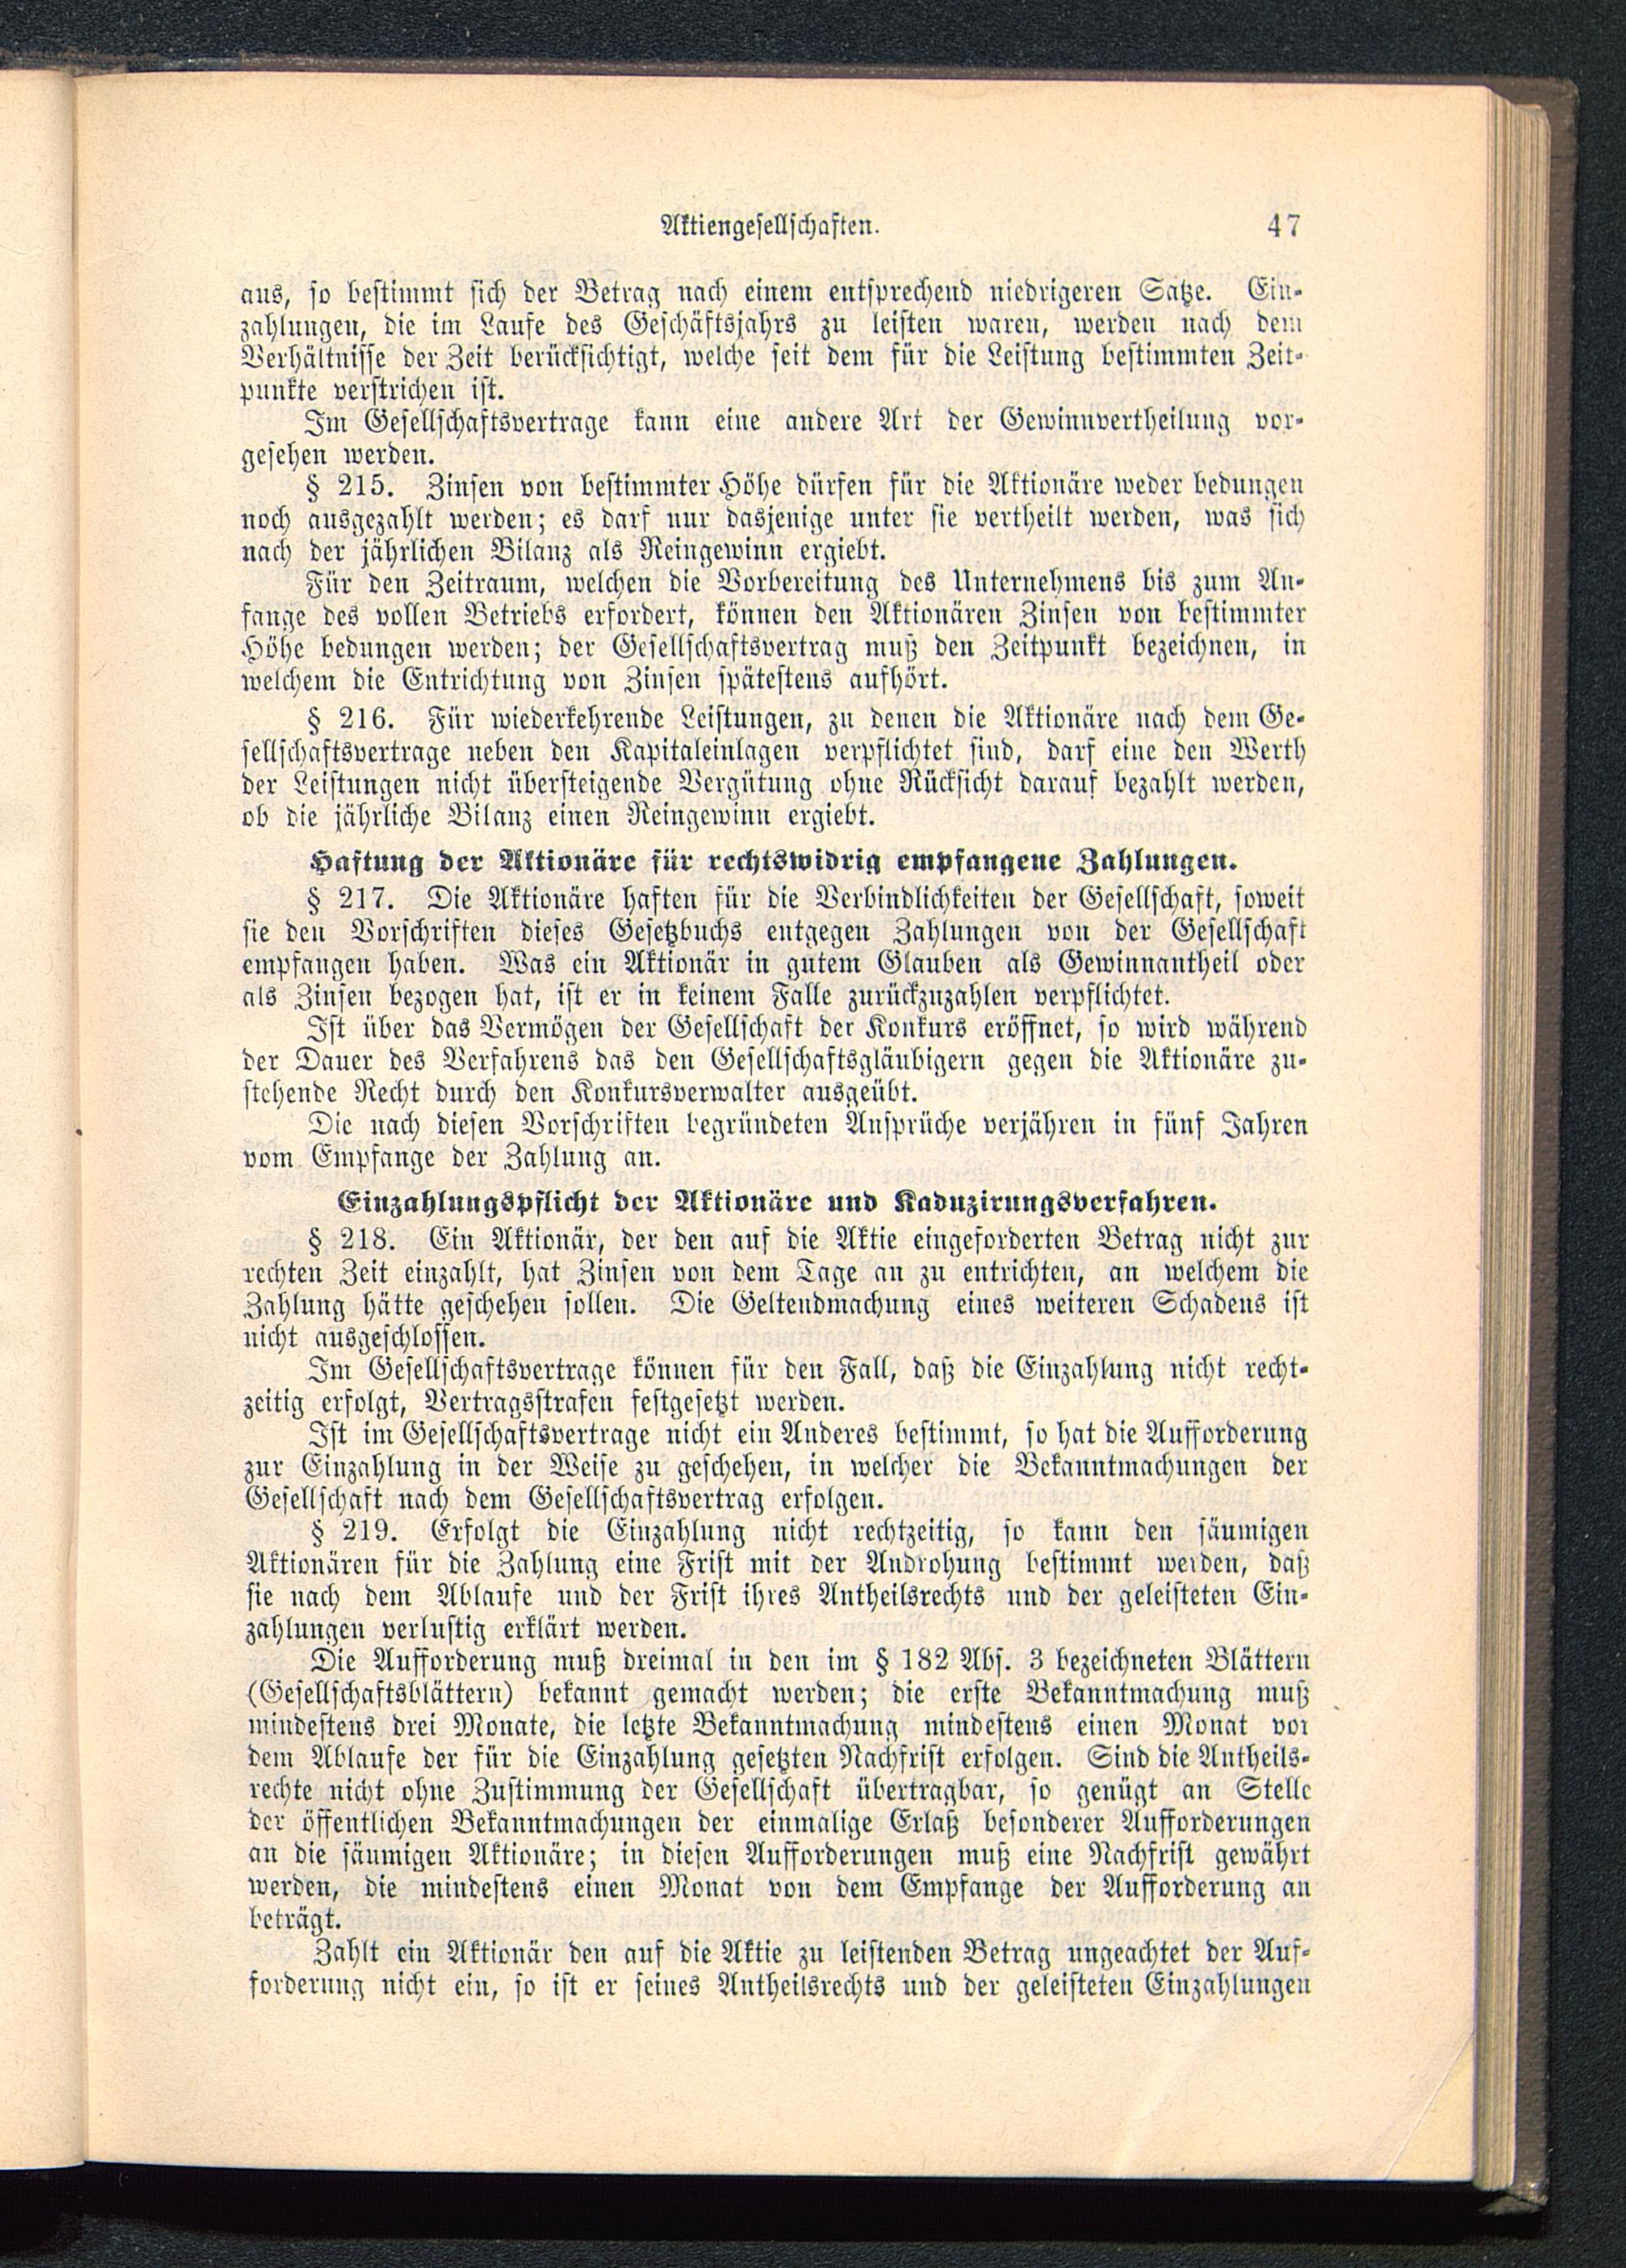 Aktiengesellschaften. 47
aus, so bestimmt sich der Betrag nach einem entsprechend niedrigeren Satze. Ein-
zahlungen, die im Laufe des Geschäftsjahrs zu leisten waren, werden nach dem
Verhältnisse der Zeit berücksichtigt, welche seit dem für die Leistung bestimmten Zeit-
punkte verstrichen ist.
Im Gesellschaftsvertrage kann eine andere Art der Gewinnvertheilung vor-
gesehen werden.
§ 215. Zinsen von bestimmter Höhe dürfen für die Aktionäre weder bedungen
noch ausgezahlt werden; es darf nur dasjenige unter sie vertheilt werden, was sich
nach der jährlichen Bilanz als Reingewinn ergiebt.
Für den Zeitraum, welchen die Vorbereitung des Unternehmens bis zum An-
fange des vollen Betriebs erfordert, können den Aktionären Zinsen von bestimmter
Höhe bedungen werden; der Gesellschaftsvertrag muß den Zeitpunkt bezeichnen, in
welchem die Entrichtung von Zinsen spätestens aufhört.
§ 216. Für wiederkehrende Leistungen, zu denen die Aktionäre nach dem Ge-
sellschaftsvertrage neben den Kapitaleinlagen verpflichtet sind, darf eine den Werth
der Leistungen nicht übersteigende Vergütung ohne Rücksicht darauf bezahlt werden,
ob die jährliche Bilanz einen Reingewinn ergiebt.
Haftung der Aktionäre für rechtswidrig empfangene Zahlungen.
§ 217. Die Aktionäre haften für die Verbindlichkeiten der Gesellschaft, soweit
sie den Vorschriften dieses Gesetzbuchs entgegen Zahlungen von der Gesellschaft
empfangen haben. Was ein Aktionär in gutem Glauben als Gewinnantheil oder
als Zinsen bezogen hat, ist er in keinem Falle zurückzuzahlen verpflichtet.
Ist über das Vermögen der Gesellschaft der Konkurs eröffnet, so wird während
der Dauer des Verfahrens das den Gesellschaftsgläubigern gegen die Aktionäre zu-
stehende Recht durch den Konkursverwalter ausgeübt.
Die nach diesen Vorschriften begründeten Ansprüche verjähren in fünf Jahren
vom Empfange der Zahlung an.
Einzahlungspflicht der Aktionäre und Kaduzirungsverfahren.
§ 218. Ein Aktionär, der den auf die Aktie eingeforderten Betrag nicht zur
rechten Zeit einzahlt, hat Zinsen von dem Tage an zu entrichten, an welchem die
Zahlung hätte geschehen sollen. Die Geltendmachung eines weiteren Schadens ist
nicht ausgeschlossen.
Im Gesellschaftsvertrage können für den Fall, daß die Einzahlung nicht recht-
zeitig erfolgt, Vertragsstrafen festgesetzt werden.
Ist im Gesellschaftsvertrage nicht ein Anderes bestimmt, so hat die Aufforderung
zur Einzahlung in der Weise zu geschehen, in welcher die Bekanntmachungen der
Gesellschaft nach dem Gesellschaftsvertrag erfolgen.
§ 219. Erfolgt die Einzahlung nicht rechtzeitig, so kann den säumigen
Aktionären für die Zahlung eine Frist mit der Androhung bestimmt werden, daß
sie nach dem Ablaufe und der Frist ihres Antheilsrechts und der geleisteten Ein-
zahlungen verlustig erklärt werden.
Die Aufforderung muß dreimal in den im § 182 Abs. 3 bezeichneten Blättern
(Gesellschaftsblättern) bekannt gemacht werden; die erste Bekanntmachung muß
mindestens drei Monate, die letzte Bekanntmachung mindestens einen Monat vor
dem Ablaufe der für die Einzahlung gesetzten Nachfrist erfolgen. Sind die Antheils-
rechte nicht ohne Zustimmung der Gesellschaft übertragbar, so genügt an Stelle
der öffentlichen Bekanntmachungen der einmalige Erlaß besonderer Aufforderungen
an die säumigen Aktionäre; in diesen Aufforderungen muß eine Nachfrist gewährt
werden, die mindestens einen Monat von dem Empfange der Aufforderung an
beträgt.
Zahlt ein Aktionär den auf die Aktie zu leistenden Betrag ungeachtet der Auf-
forderung nicht ein, so ist er seines Antheilsrechts und der geleisteten Einzahlungen